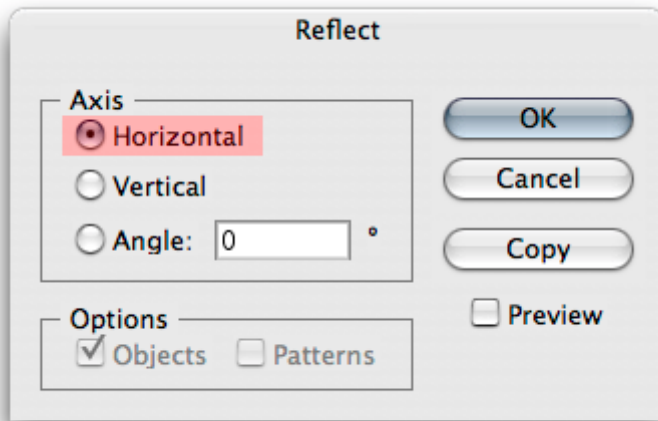 Reflect
Axis
Horizontal
Vertical
Angle: 0 °
OK
Cancel
Copy
Preview
Options
Objects Patterns